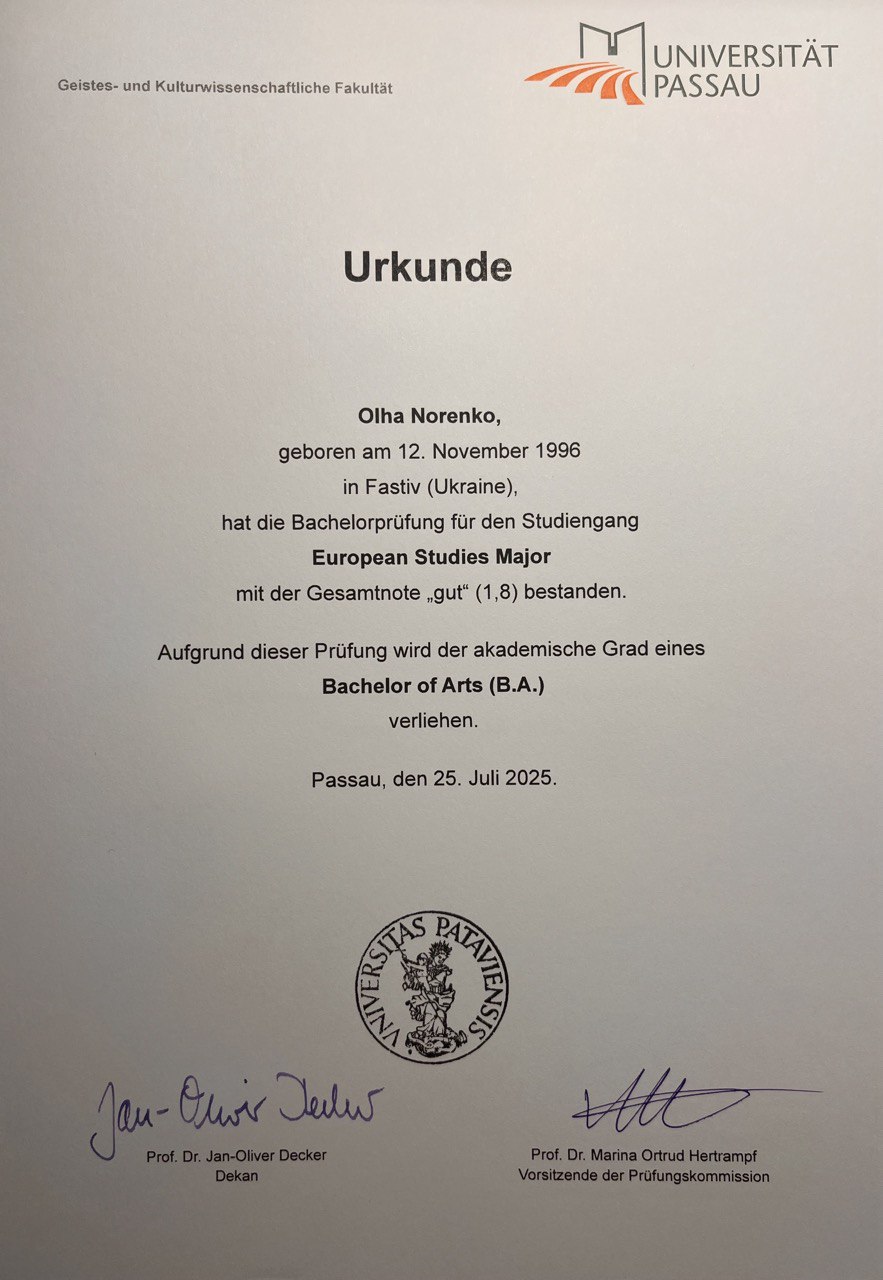 Geistes- und Kulturwissenschaftliche Fakultät
UNIVERSITÄT
PASSAU
Urkunde
Olha Norenko,
geboren am 12. November 1996
in Fastiv (Ukraine),
hat die Bachelorprüfung für den Studiengang
European Studies Major
mit der Gesamtnote „gut“ (1,8) bestanden.
Aufgrund dieser Prüfung wird der akademische Grad eines
Bachelor of Arts (B.A.)
verliehen.
Passau, den 25. Juli 2025.
VNIVERSITAS PATAVIENSIS
Jan-Oliver Decker
Prof. Dr. Jan-Oliver Decker
Dekan
Prof. Dr. Marina Ortrud Hertrampf
Vorsitzende der Prüfungskommission